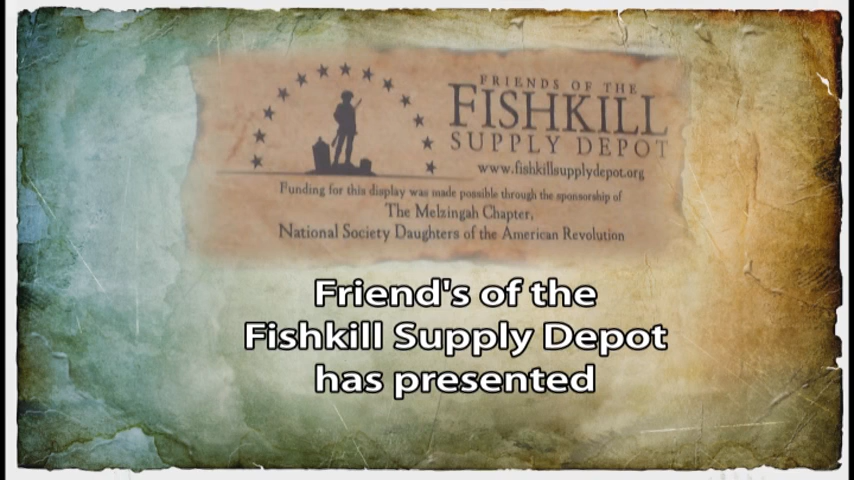 FRIENDS OF THE
FISHKILL
SUPPLY DEPOT
www.fishkillsupplydepot.org
Funding for this display was made possible through the sponsorship of
The Melzingah Chapter,
National Society Daughters of the American Revolution
Friend's of the
Fishkill Supply Depot
has presented